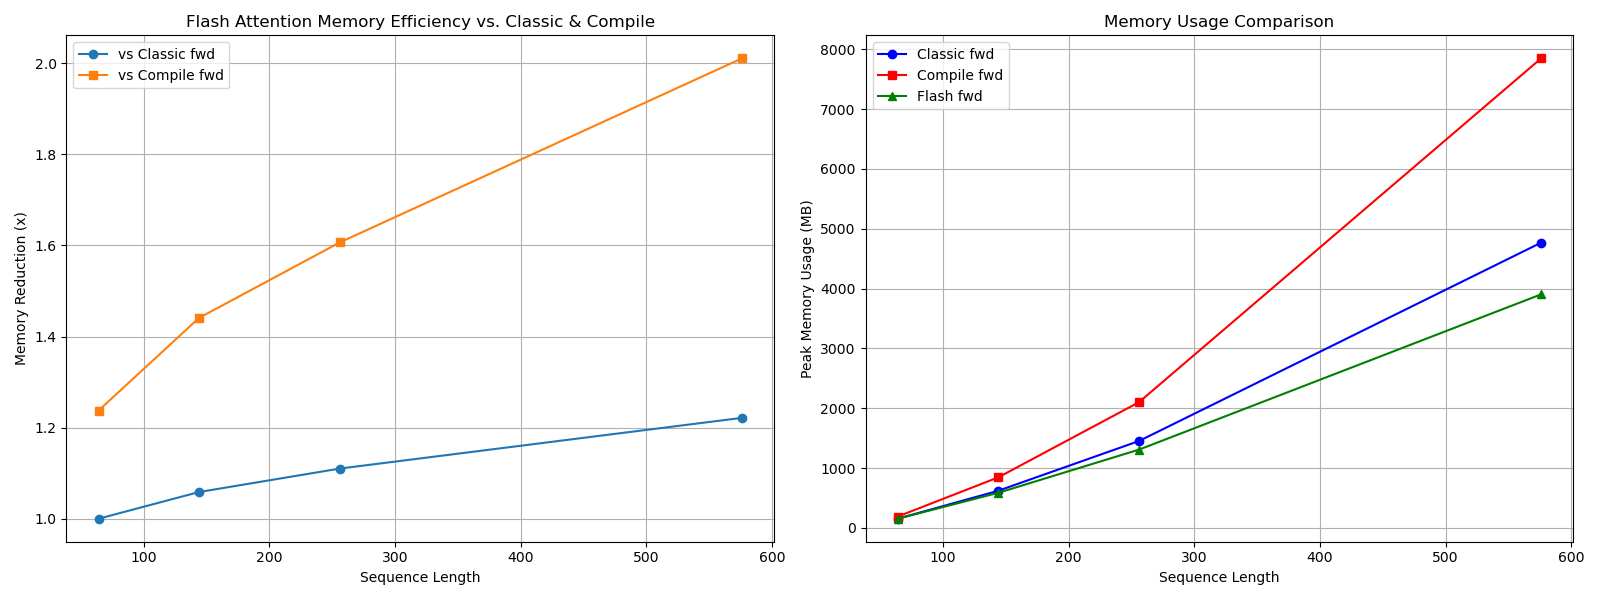 Flash Attention Memory Efficiency vs. Classic & Compile
vs Classic fwd
vs Compile fwd
2.0
1.8
1.6
1.4
1.2
1.0
Memory Reduction (x)
100
200
300
400
500
600
Sequence Length
Memory Usage Comparison
Classic fwd
Compile fwd
Flash fwd
8000
7000
6000
5000
4000
3000
2000
1000
0
Peak Memory Usage (MB)
100
200
300
400
500
600
Sequence Length